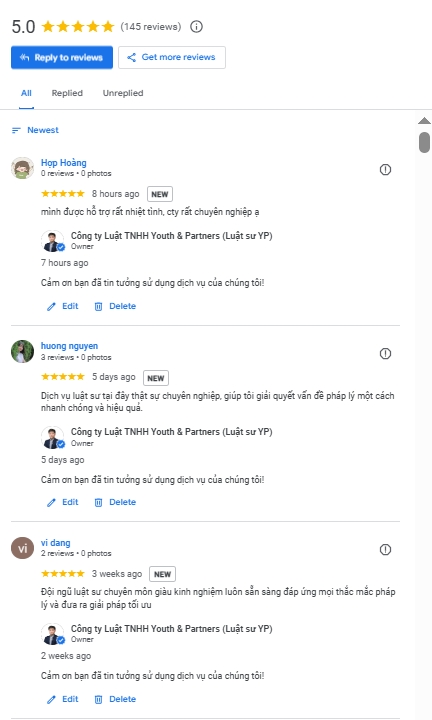 5.0 (145 reviews)
Reply to reviews
Get more reviews
All Replied Unreplied
Newest
Hợp Hoàng
0 reviews • 0 photos
8 hours ago NEW
mình được hỗ trợ rất nhiệt tình, cty rất chuyên nghiệp ạ
Công ty Luật TNHH Youth & Partners (Luật sư YP)
Owner
7 hours ago
Cảm ơn bạn đã tin tưởng sử dụng dịch vụ của chúng tôi!
Edit Delete
huong nguyen
3 reviews • 0 photos
5 days ago NEW
Dịch vụ luật sư tại đây thật sự chuyên nghiệp, giúp tôi giải quyết vấn đề pháp lý một cách
nhanh chóng và hiệu quả.
Công ty Luật TNHH Youth & Partners (Luật sư YP)
Owner
5 days ago
Cảm ơn bạn đã tin tưởng sử dụng dịch vụ của chúng tôi!
Edit Delete
vi
vi dang
2 reviews • 0 photos
3 weeks ago NEW
Đội ngũ luật sư chuyên môn giàu kinh nghiệm luôn sẵn sàng đáp ứng mọi thắc mắc pháp
lý và đưa ra giải pháp tối ưu
Công ty Luật TNHH Youth & Partners (Luật sư YP)
Owner
2 weeks ago
Cảm ơn bạn đã tin tưởng sử dụng dịch vụ của chúng tôi!
Edit Delete